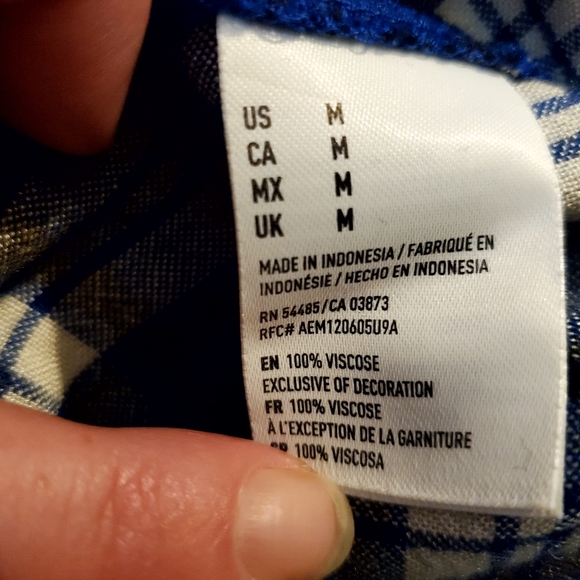 US M
CA M
MX M
UK M
MADE IN INDONESIA / FABRIQUÉ EN
INDONÉSIE / HECHO EN INDONESIA
RN 54485/CA 03873
RFC# AEM120605U9A
EN 100% VISCOSE
EXCLUSIVE OF DECORATION
FR 100% VISCOSE
À L'EXCEPTION DE LA GARNITURE
100% VISCOSA